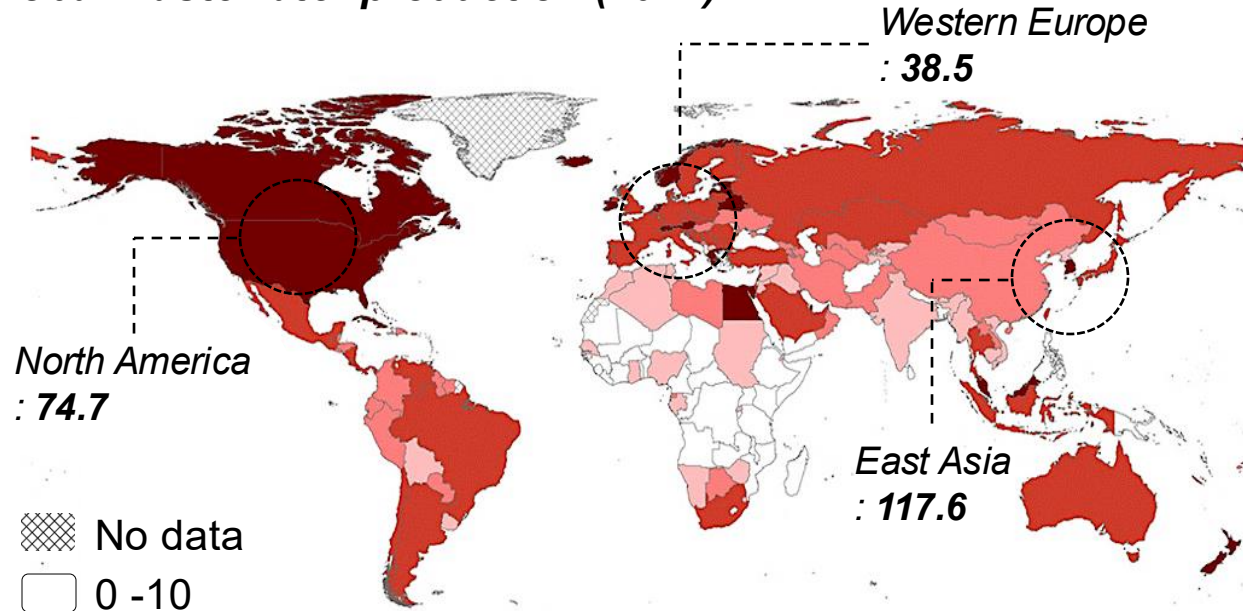 Western Europe
: 38.5
North America
: 74.7
East Asia
: 117.6
No data
0 -10